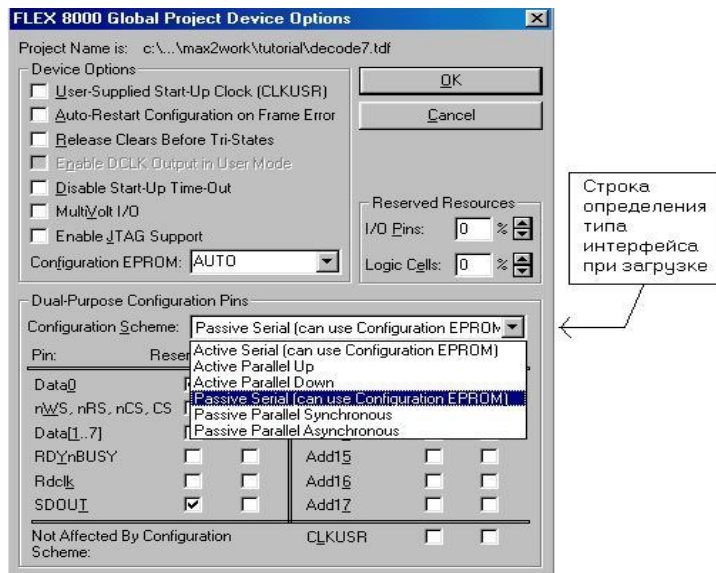 FLEX 8000 Global Project Device Options
Project Name is: c:\...\max2work\tutorial\decode7.tdf
Device Options
User-Supplied Start-Up Clock (CLKUSR)
Auto-Restart Configuration on Frame Error
Release Clears Before Tri-States
Enable DCLK Output in User Mode
Disable Start-Up Time-Out
MultiVolt I/O
Enable JTAG Support
Configuration EPROM: AUTO
OK
Cancel
Reserved Resources
I/O Pins: 0 %
Logic Cells: 0 %
Строка
определения
типа
интерфейса
при загрузке
Dual-Purpose Configuration Pins
Configuration Scheme: Passive Serial (can use Configuration EPROM
Pin: Reser
Active Serial (can use Configuration EPROM)
Active Parallel Up
Active Parallel Down
Passive Serial (can use Configuration EPROM)
Passive Parallel Synchronous
Passive Parallel Asynchronous
Data0
nWS, nRS, nCS, CS
Data[1..7]
RDYnBUSY Add15
Rdclk Add16
SDOUT Add17
Not Affected By Configuration
Scheme:
CLKUSR